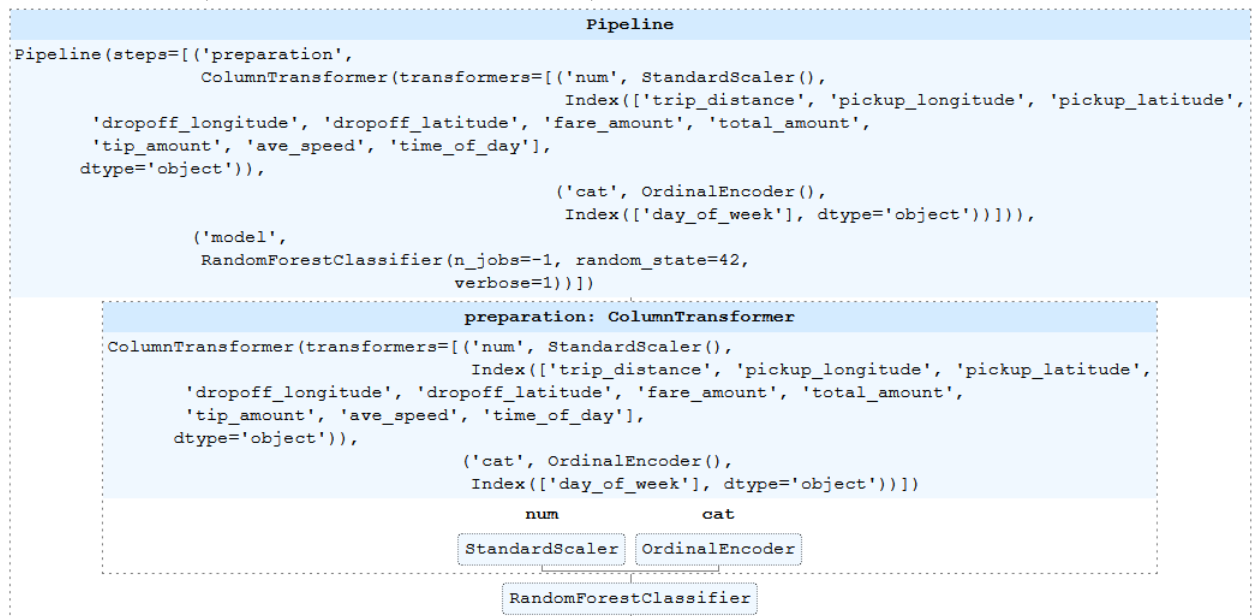 Pipeline
Pipeline(steps=[('preparation',
ColumnTransformer(transformers=[('num', StandardScaler(),
Index(['trip_distance', 'pickup_longitude', 'pickup_latitude',
'dropoff_longitude', 'dropoff_latitude', 'fare_amount', 'total_amount',
'tip_amount', 'ave_speed', 'time_of_day'],
dtype='object')),
('cat', OrdinalEncoder(),
Index(['day_of_week'], dtype='object'))])),
('model',
RandomForestClassifier(n_jobs=-1, random_state=42,
verbose=1))])
preparation: ColumnTransformer
ColumnTransformer(transformers=[('num', StandardScaler(),
Index(['trip_distance', 'pickup_longitude', 'pickup_latitude',
'dropoff_longitude', 'dropoff_latitude', 'fare_amount', 'total_amount',
'tip_amount', 'ave_speed', 'time_of_day'],
dtype='object')),
('cat', OrdinalEncoder(),
Index(['day_of_week'], dtype='object'))])
num cat
StandardScaler OrdinalEncoder
RandomForestClassifier